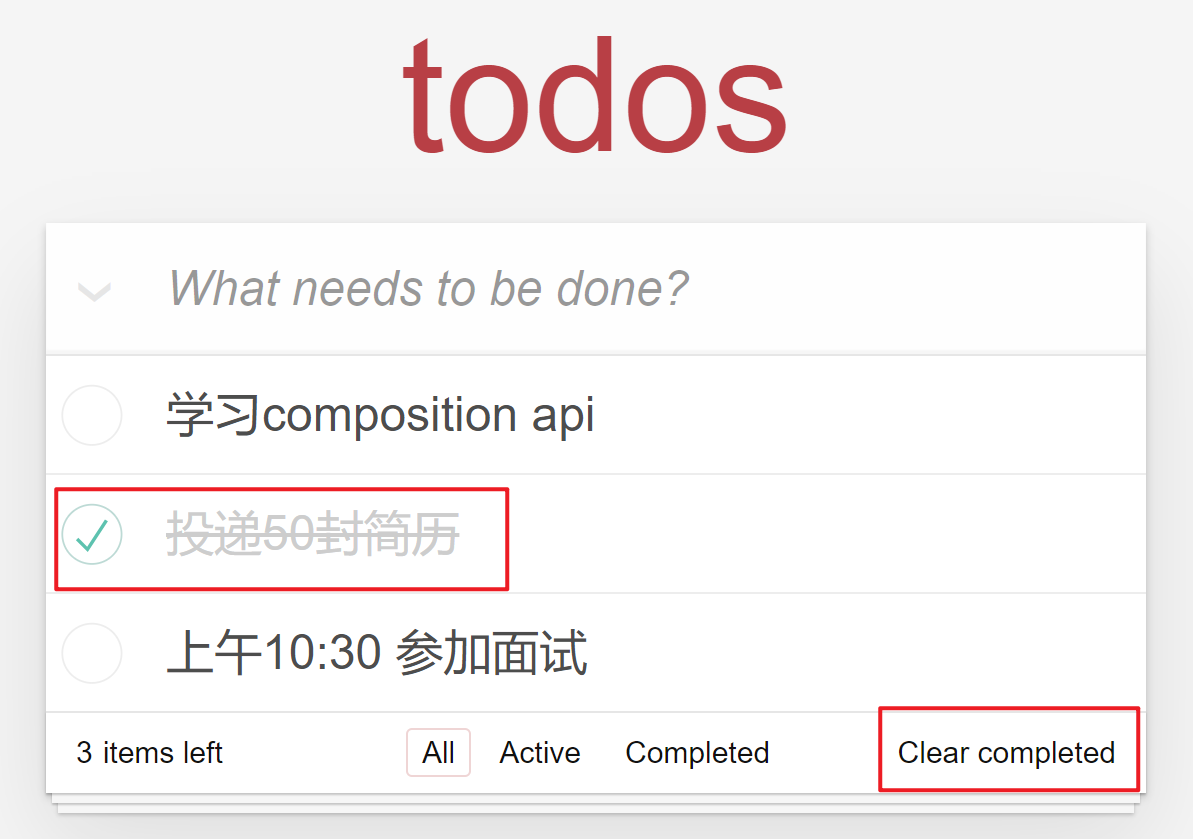 todos
What needs to be done?
学习composition api
投递50封简历
上午10:30 参加面试
3 items left All Active Completed Clear completed